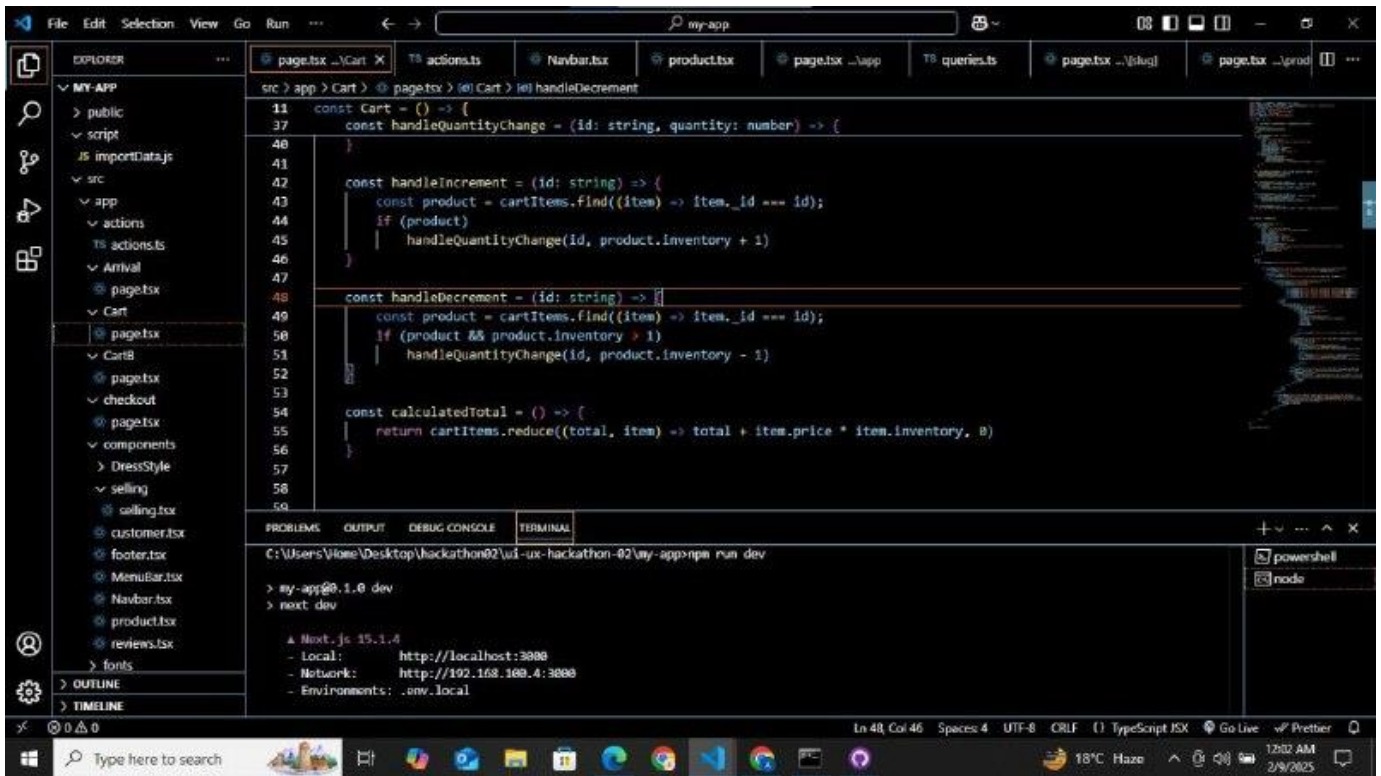 File Edit Selection View Go Run ··· ← → my-app
EXPLORER ···
MY-APP
> public
script
JS importData.js
src
app
actions
TS actions.ts
Arrival
page.tsx
Cart
page.tsx
CartB
page.tsx
checkout
page.tsx
components
> DressStyle
selling
selling.tsx
customer.tsx
footer.tsx
MenuBar.tsx
Navbar.tsx
product.tsx
reviews.tsx
> fonts
> OUTLINE
> TIMELINE
page.tsx ...\Cart × TS actions.ts Navbar.tsx product.tsx page.tsx ...\app TS queries.ts page.tsx ...\[slug] page.tsx ...\prod ···
src > app > Cart > page.tsx > Cart > handleDecrement
11 const Cart = () => {
37 const handleQuantityChange = (id: string, quantity: number) => {
40 }
41
42 const handleIncrement = (id: string) => {
43 const product = cartItems.find((item) => item._id === id);
44 if (product)
45 handleQuantityChange(id, product.inventory + 1)
46 }
47
48 const handleDecrement = (id: string) => {
49 const product = cartItems.find((item) => item._id === id);
50 if (product && product.inventory > 1)
51 handleQuantityChange(id, product.inventory - 1)
52 }
53
54 const calculatedTotal = () => {
55 return cartItems.reduce((total, item) => total + item.price * item.inventory, 0)
56 }
57
58
59
PROBLEMS OUTPUT DEBUG CONSOLE TERMINAL
C:\Users\Home\Desktop\hackathon02\ui-ux-hackathon-02\my-app>npm run dev
> my-app@0.1.0 dev
> next dev
▲ Next.js 15.1.4
- Local: http://localhost:3000
- Network: http://192.168.100.4:3000
- Environments: .env.local
powershell
node
0 0 Ln 48, Col 46 Spaces: 4 UTF-8 CRLF {} TypeScript JSX Go Live Prettier
Type here to search 18°C Haze 12:02 AM
2/9/2025